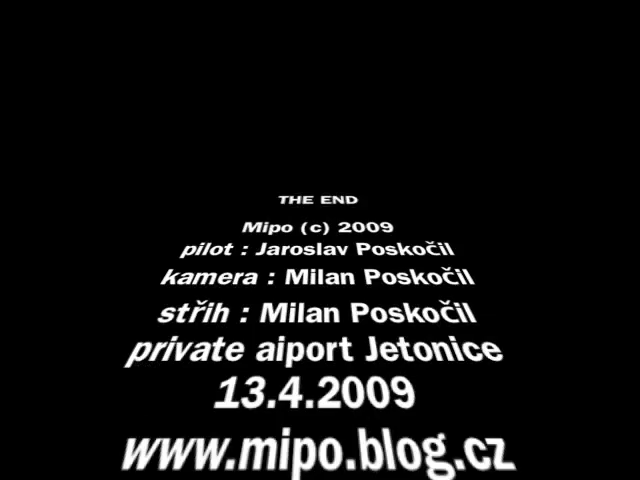 THE END
Mipo (c) 2009
pilot : Jaroslav Poskočil
kamera : Milan Poskočil
střih : Milan Poskočil
private aiport Jetonice
13.4.2009
www.mipo.blog.cz